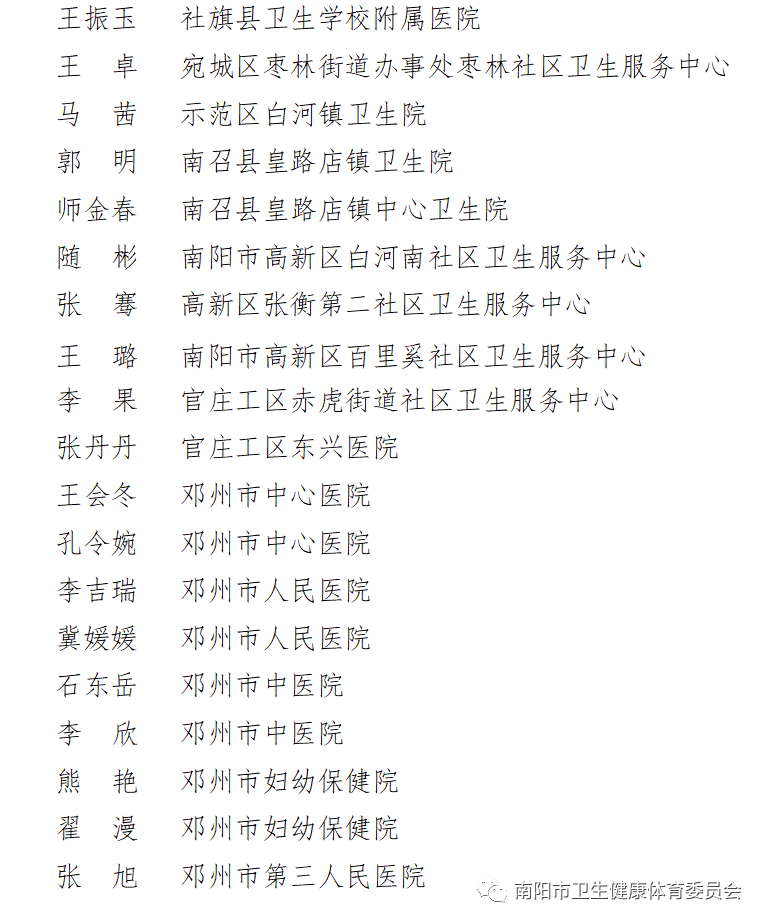 王振玉 社旗县卫生学校附属医院
王 卓 宛城区枣林街道办事处枣林社区卫生服务中心
马 茜 示范区白河镇卫生院
郭 明 南召县皇路店镇卫生院
师金春 南召县皇路店镇中心卫生院
随 彬 南阳市高新区白河南社区卫生服务中心
张 骞 高新区张衡第二社区卫生服务中心
王 璐 南阳市高新区百里奚社区卫生服务中心
李 果 官庄工区赤虎街道社区卫生服务中心
张丹丹 官庄工区东兴医院
王会冬 邓州市中心医院
孔令婉 邓州市中心医院
李吉瑞 邓州市人民医院
冀媛媛 邓州市人民医院
石东岳 邓州市中医院
李 欣 邓州市中医院
熊 艳 邓州市妇幼保健院
翟 漫 邓州市妇幼保健院
张 旭 邓州市第三人民医院
南阳市卫生健康体育委员会